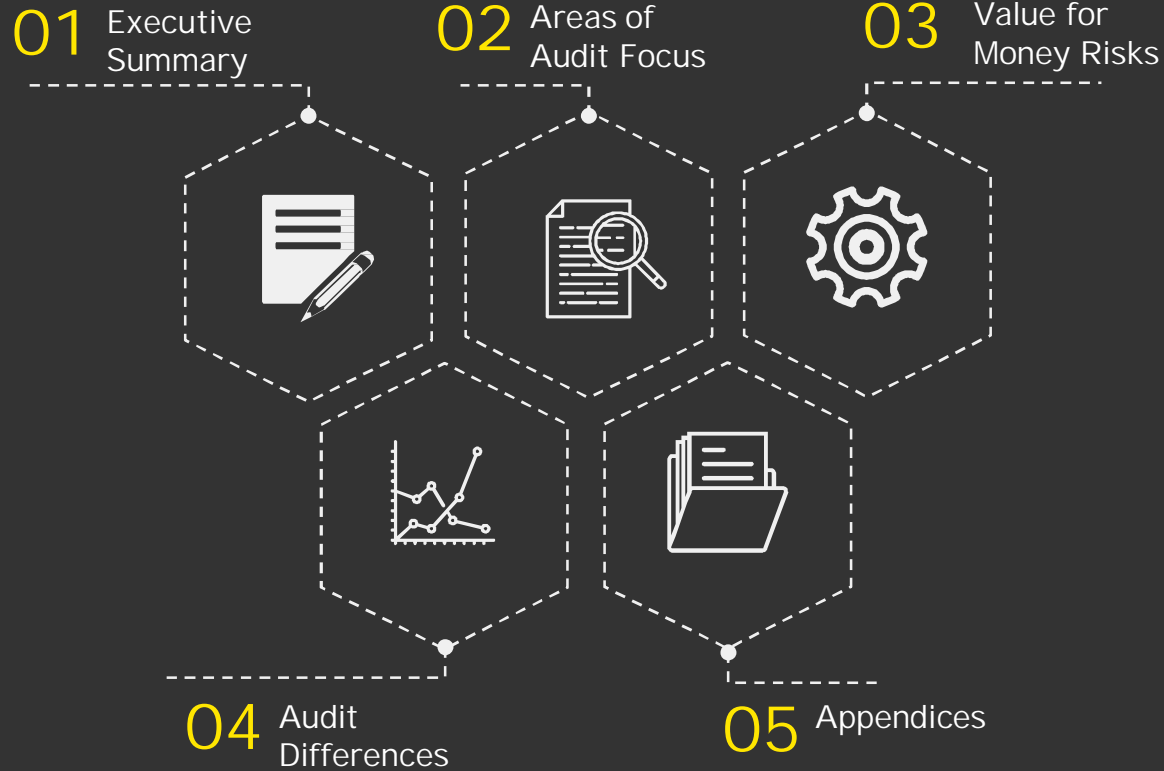 01 Executive
Summary
02 Areas of
Audit Focus
03 Value for
Money Risks
04 Audit
Differences
05 Appendices